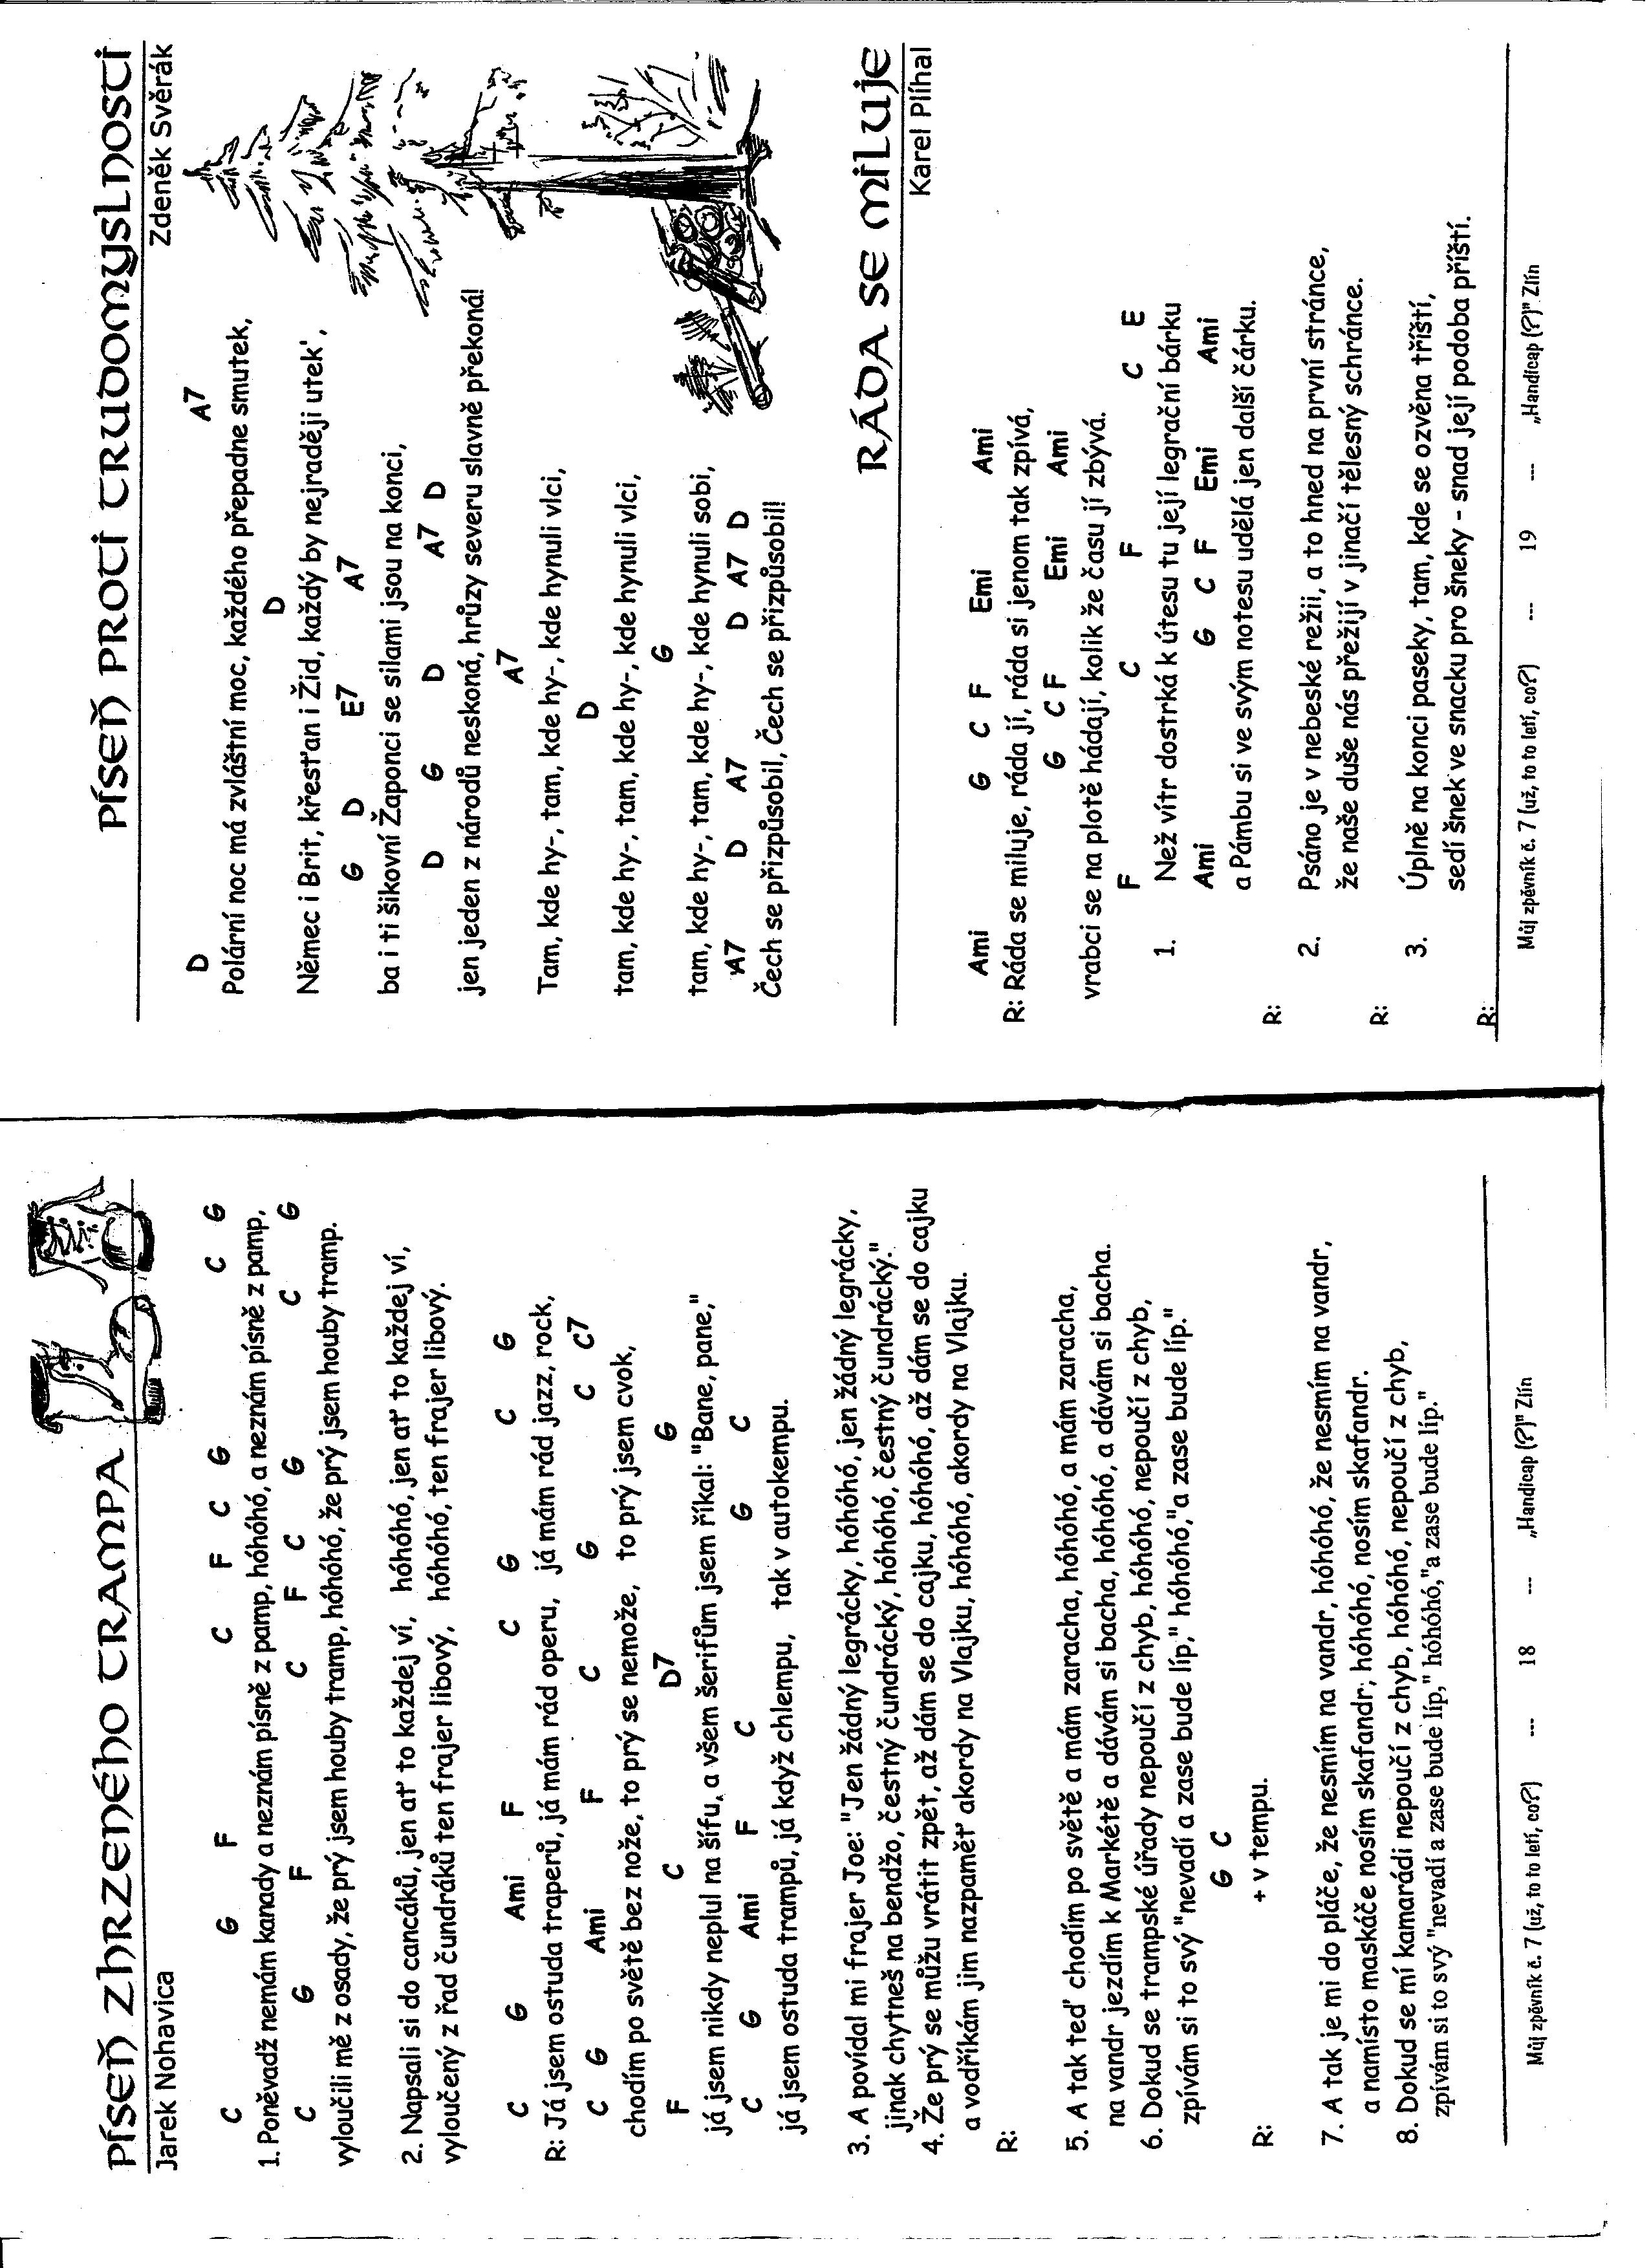 PÍSEŇ ZHRZENÉHO TRAMPA
Jarek Nohavica
C G F C F C G C G
1. Poněvadž nemám kanady a neznám písně z pamp, hóhóhó, a neznám písně z pamp,
C G F C F C G C G
vyloučili mě z osady, že prý jsem houby tramp, hóhóhó, že prý jsem houby tramp.
2. Napsali si do cancáků, jen ať to každej ví, hóhóhó, jen ať to každej ví,
vyloučený z řad čundráků ten frajer libový, hóhóhó, ten frajer libový.
C G Ami F C G C G
R: Já jsem ostuda traperů, já mám rád operu, já mám rád jazz, rock,
C G Ami F C G C C7
chodím po světě bez nože, to prý se nemože, to prý jsem cvok,
F C D7 G
já jsem nikdy neplul na šífu, a všem šerifům jsem říkal: "Bane, pane,"
C G Ami F C G C
já jsem ostuda trampů, já když chlempu, tak v autokempu.
3. A povídal mi frajer Joe: "Jen žádný legrácky, hóhóhó, jen žádný legrácky,
jinak chytneš na bendžo, čestný čundrácký, hóhóhó, čestný čundrácký."
4. Že prý se můžu vrátit zpět, až dám se do cajku, hóhóhó, až dám se do cajku
a vodříkám jim nazpaměť akordy na Vlajku, hóhóhó, akordy na Vlajku.
R:
5. A tak teď chodím po světě a mám zaracha, hóhóhó, a mám zaracha,
na vandr jezdím k Markétě a dávám si bacha, hóhóhó, a dávám si bacha.
6. Dokud se trampské úřady nepoučí z chyb, hóhóhó, nepoučí z chyb,
zpívám si to svý "nevadí a zase bude líp," hóhóhó,"a zase bude líp."
G C
R: + v tempu.
7. A tak je mi do pláče, že nesmím na vandr, hóhóhó, že nesmím na vandr,
a namísto maskáče nosím skafandr, hóhóhó, nosím skafandr.
8. Dokud se mí kamarádi nepoučí z chyb, hóhóhó, nepoučí z chyb,
zpívám si to svý "nevadí a zase bude líp," hóhóhó,"a zase bude líp."
Můj zpěvník č. 7 (už, to to letí, co?) --- 18 --- „Handicap (?)" Zlín
PÍSEŇ PROTI TRUDOMYSLNOSTI
Zdeněk Svěrák
D A7
Polární noc má zvláštní moc, každého přepadne smutek,
D
Němec i Brit, křesťan i Žid, každý by nejraději utek',
G D E7 A7
ba i ti šikovní Žaponci se silami jsou na konci,
D G D A7 D
jen jeden z národů neskoná, hrůzy severu slavně překoná!
A7
Tam, kde hy-, tam, kde hy-, kde hynuli vlci,
D
tam, kde hy-, tam, kde hy-, kde hynuli vlci,
G
tam, kde hy-, tam, kde hy-, kde hynuli sobi,
A7 D A7 D A7 D
Čech se přizpůsobil, Čech se přizpůsobil!
RÁDA SE MILUJE
Karel Plíhal
Ami G C F Emi Ami
R: Ráda se miluje, ráda jí, ráda si jenom tak zpívá,
G C F Emi Ami
vrabci se na plotě hádají, kolik že času jí zbývá.
F C F C E
1. Než vítr dostrká k útesu tu její legrační bárku
Ami G C F Emi Ami
a Pámbu si ve svým notesu udělá jen další čárku.
R:
2. Psáno je v nebeské režii, a to hned na první stránce,
že naše duše nás přežijí v jinačí tělesný schránce.
R:
3. Úplně na konci paseky, tam, kde se ozvěna tříští,
sedí šnek ve snacku pro šneky - snad její podoba příští.
R:
Můj zpěvník č. 7 (už, to to letí, co?) --- 19 --- „Handicap (?)" Zlín